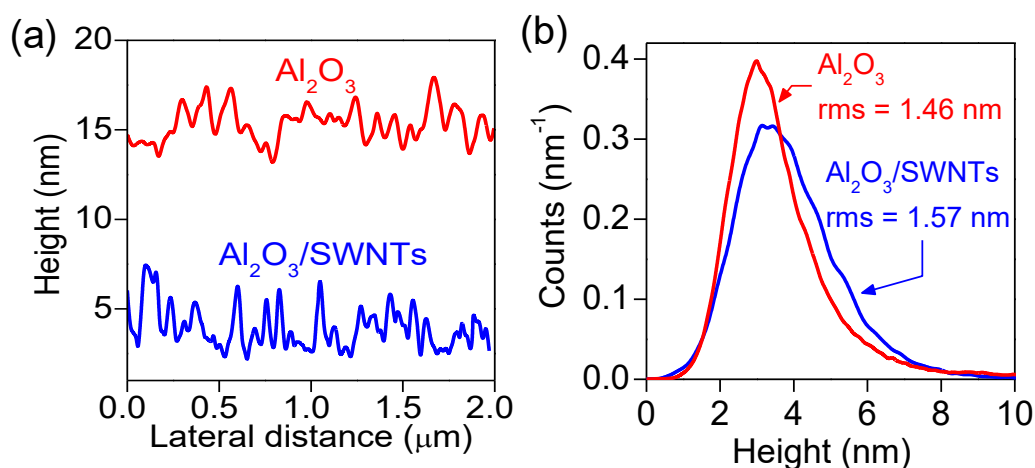 (a)
20
15
10
5
Height (nm)
Al₂O₃
Al₂O₃/SWNTs
0.0 0.5 1.0 1.5 2.0
Lateral distance (μm)
(b)
0.4
0.3
0.2
0.1
0.0
Counts (nm⁻¹)
Al₂O₃
rms = 1.46 nm
Al₂O₃/SWNTs
rms = 1.57 nm
0 2 4 6 8 10
Height (nm)